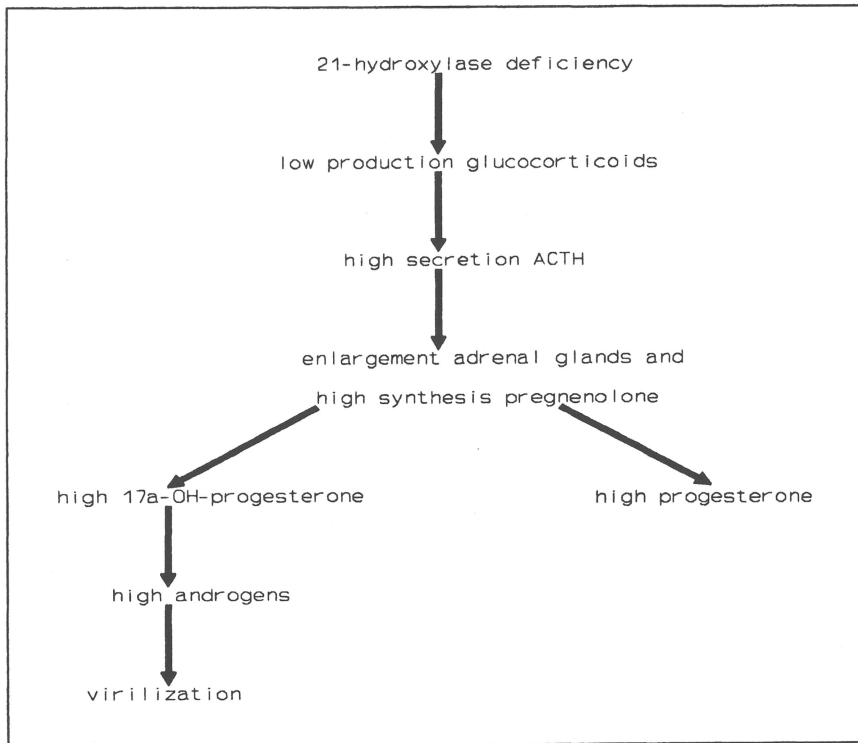 21-hydroxylase deficiency
low production glucocorticoids
high secretion ACTH
enlargement adrenal glands and
high synthesis pregnenolone
high 17a-OH-progesterone
high progesterone
high androgens
virilization